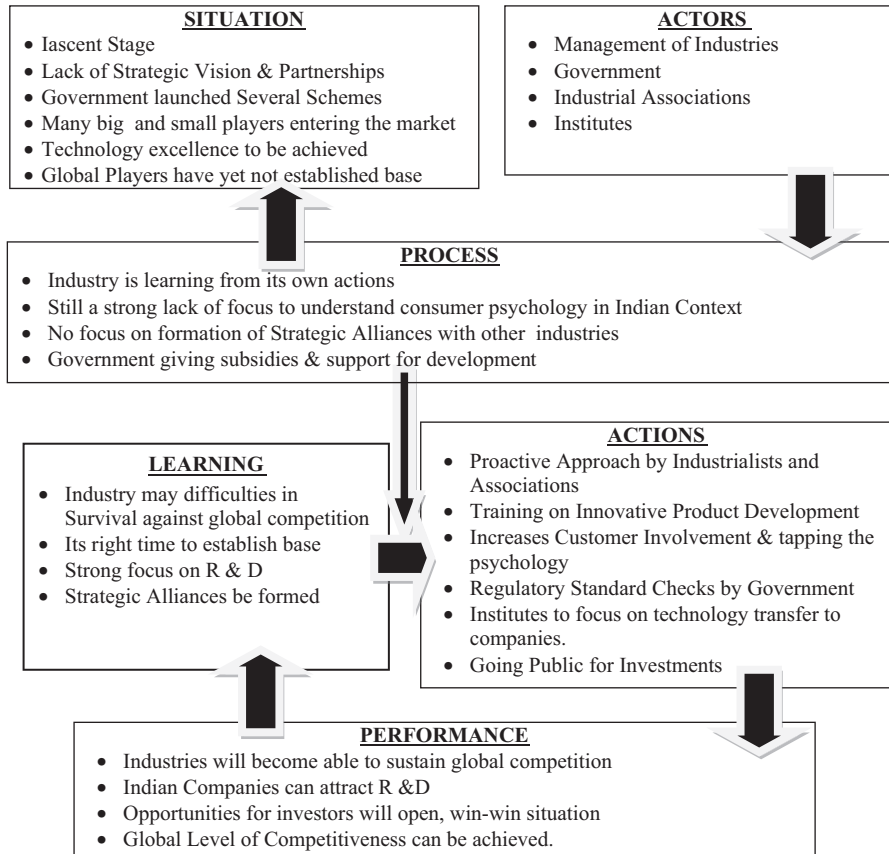 SITUATION
• Iascent Stage
• Lack of Strategic Vision & Partnerships
• Government launched Several Schemes
• Many big and small players entering the market
• Technology excellence to be achieved
• Global Players have yet not established base
ACTORS
• Management of Industries
• Government
• Industrial Associations
• Institutes
PROCESS
• Industry is learning from its own actions
• Still a strong lack of focus to understand consumer psychology in Indian Context
• No focus on formation of Strategic Alliances with other industries
• Government giving subsidies & support for development
LEARNING
• Industry may difficulties in
Survival against global competition
• Its right time to establish base
• Strong focus on R & D
• Strategic Alliances be formed
ACTIONS
• Proactive Approach by Industrialists and
Associations
• Training on Innovative Product Development
• Increases Customer Involvement & tapping the
psychology
• Regulatory Standard Checks by Government
• Institutes to focus on technology transfer to
companies.
• Going Public for Investments
PERFORMANCE
• Industries will become able to sustain global competition
• Indian Companies can attract R &D
• Opportunities for investors will open, win-win situation
• Global Level of Competitiveness can be achieved.